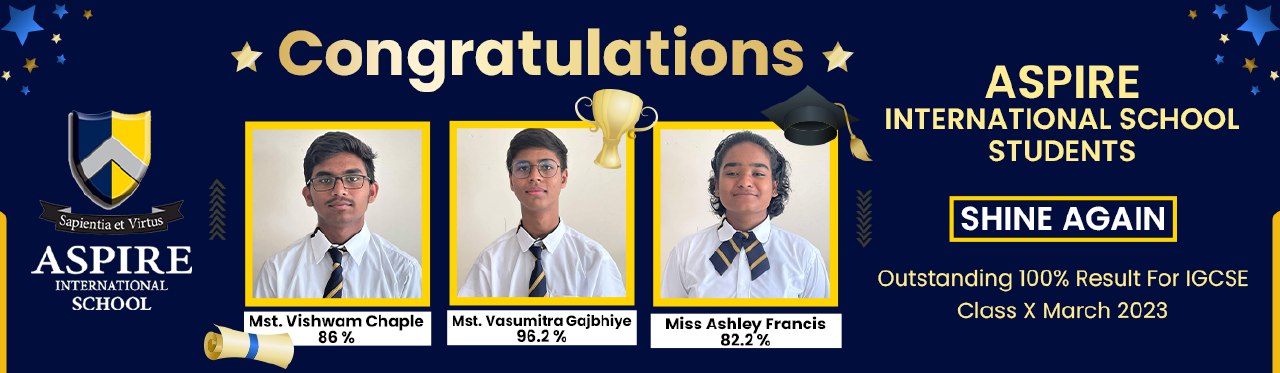 Congratulations
Sapientia et Virtus
ASPIRE
INTERNATIONAL
SCHOOL
Mst. Vishwam Chaple
86 %
Mst. Vasumitra Gajbhiye
96.2 %
Miss Ashley Francis
82.2 %
ASPIRE
INTERNATIONAL SCHOOL
STUDENTS
SHINE AGAIN
Outstanding 100% Result For IGCSE
Class X March 2023